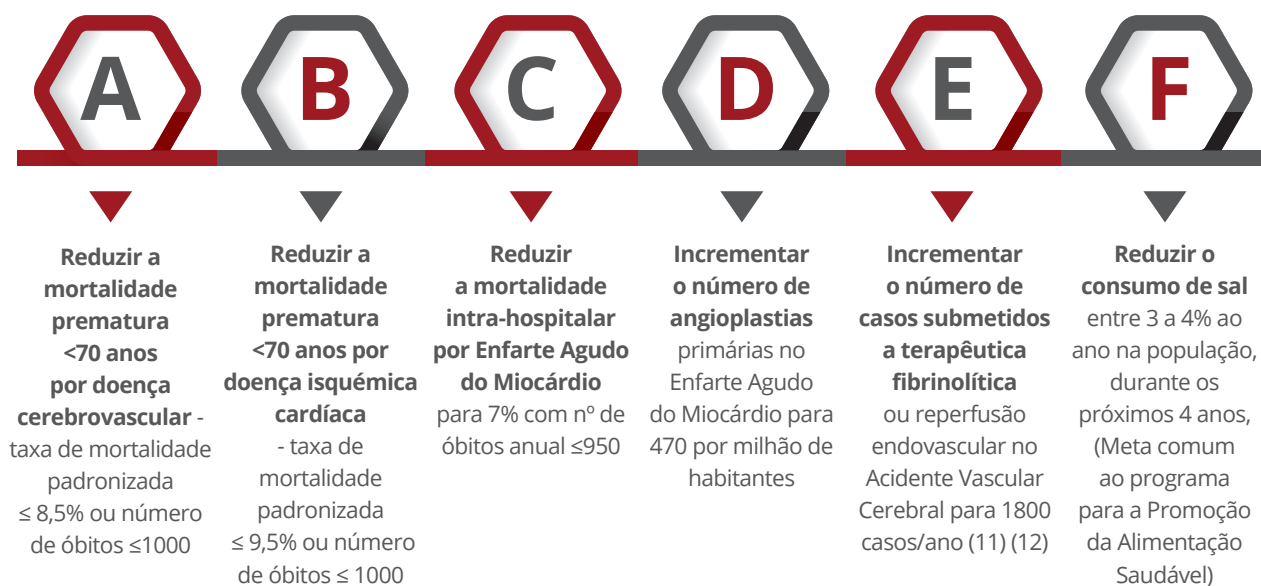 A
B
C
D
E
F
Reduzir a
mortalidade
prematura
<70 anos
por doença
cerebrovascular -
taxa de mortalidade
padronizada
≤ 8,5% ou número
de óbitos ≤1000
Reduzir a
mortalidade
prematura
<70 anos por
doença isquémica
cardíaca
- taxa de
mortalidade
padronizada
≤ 9,5% ou número
de óbitos ≤ 1000
Reduzir
a mortalidade
intra-hospitalar
por Enfarte Agudo
do Miocárdio
para 7% com nº de
óbitos anual ≤950
Incrementar
o número de
angioplastias
primárias no
Enfarte Agudo
do Miocárdio para
470 por milhão de
habitantes
Incrementar
o número de
casos submetidos
a terapêutica
fibrinolítica
ou reperfusão
endovascular no
Acidente Vascular
Cerebral para 1800
casos/ano (11) (12)
Reduzir o
consumo de sal
entre 3 a 4% ao
ano na população,
durante os
próximos 4 anos,
(Meta comum
ao programa
para a Promoção
da Alimentação
Saudável)